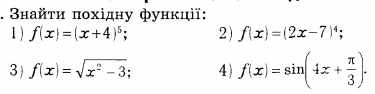 . Знайти похідну функції:
1) f(x)=(x+4)⁵; 2) f(x)=(2x−7)⁴;
3) f(x)=√(x²−3); 4) f(x)=sin(4x+π/3).